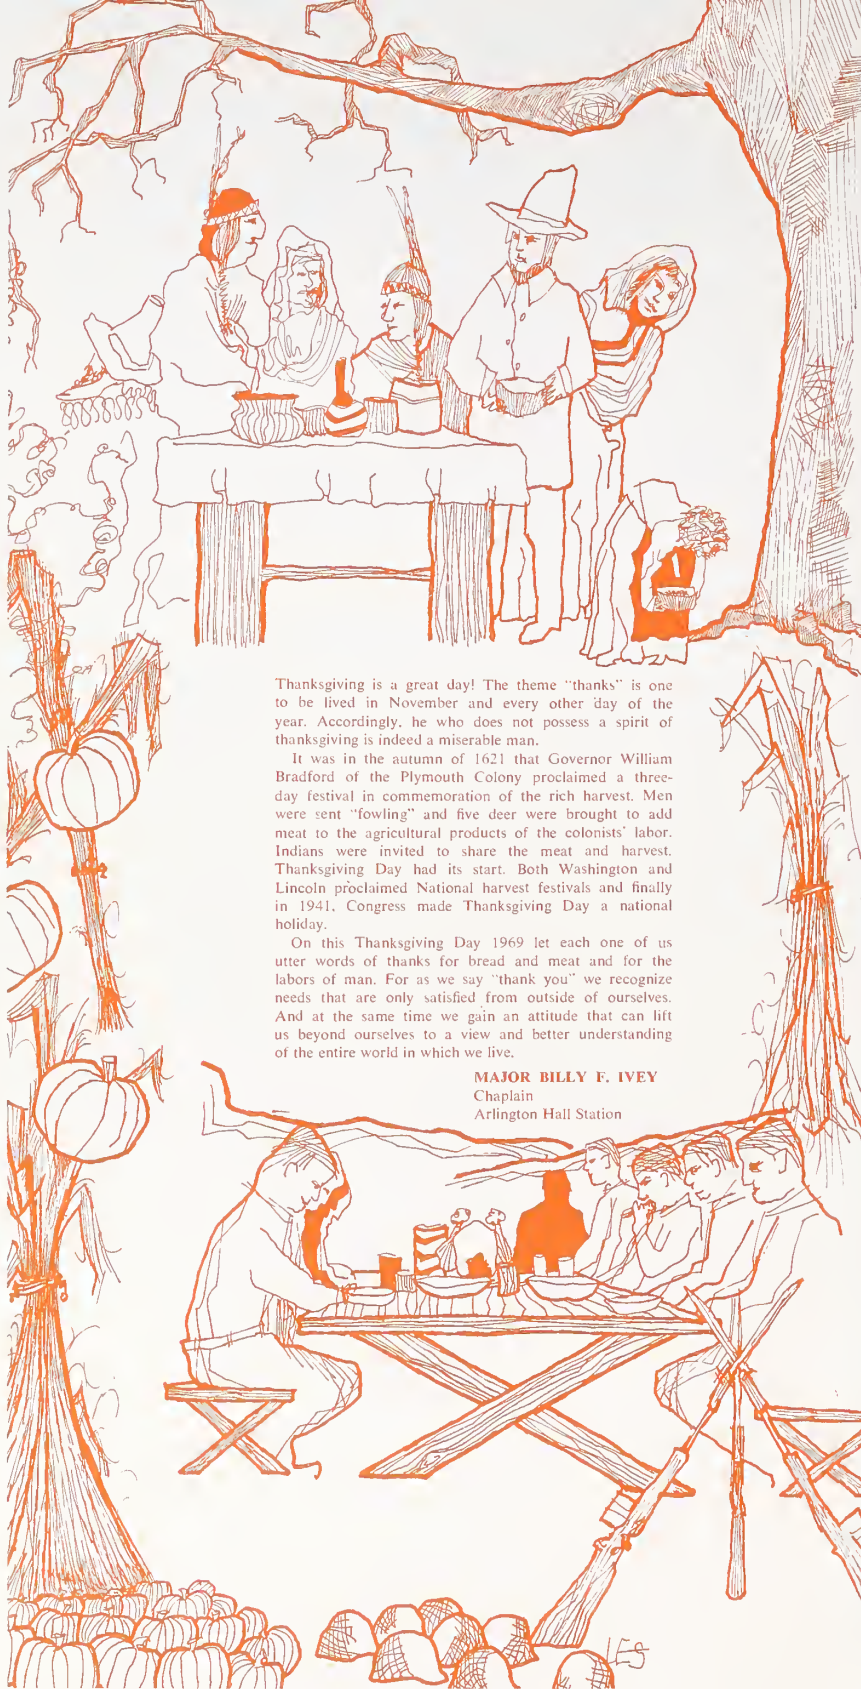 Thanksgiving is a great day! The theme "thanks" is one
to be lived in November and every other day of the
year. Accordingly, he who does not possess a spirit of
thanksgiving is indeed a miserable man.
It was in the autumn of 1621 that Governor William
Bradford of the Plymouth Colony proclaimed a three-
day festival in commemoration of the rich harvest. Men
were sent "fowling" and five deer were brought to add
meat to the agricultural products of the colonists' labor.
Indians were invited to share the meat and harvest.
Thanksgiving Day had its start. Both Washington and
Lincoln proclaimed National harvest festivals and finally
in 1941, Congress made Thanksgiving Day a national
holiday.
On this Thanksgiving Day 1969 let each one of us
utter words of thanks for bread and meat and for the
labors of man. For as we say "thank you" we recognize
needs that are only satisfied from outside of ourselves.
And at the same time we gain an attitude that can lift
us beyond ourselves to a view and better understanding
of the entire world in which we live.
MAJOR BILLY F. IVEY
Chaplain
Arlington Hall Station